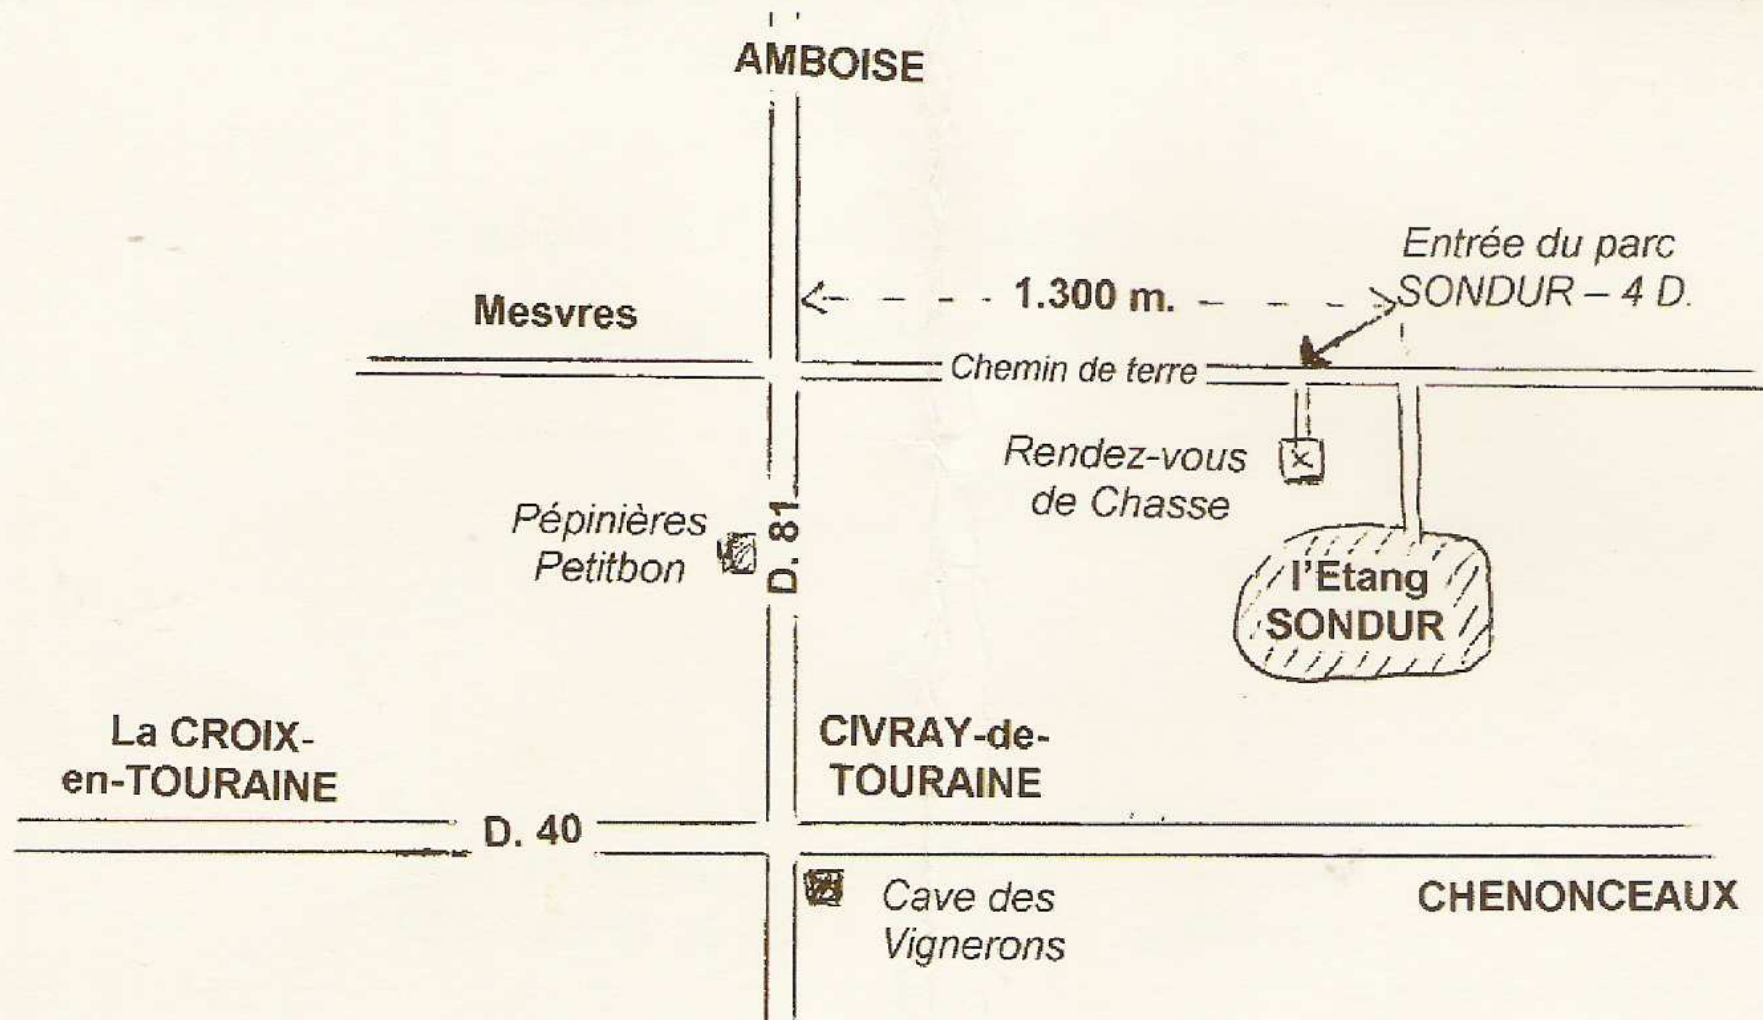 AMBOISE
Entrée du parc
SONDUR – 4 D.
1.300 m.
Mesvres
Chemin de terre
Rendez-vous
de Chasse
Pépinières
Petitbon
D. 81
l'Etang
SONDUR
La CROIX-
en-TOURAINE
CIVRAY-de-
TOURAINE
D. 40
Cave des
Vignerons
CHENONCEAUX